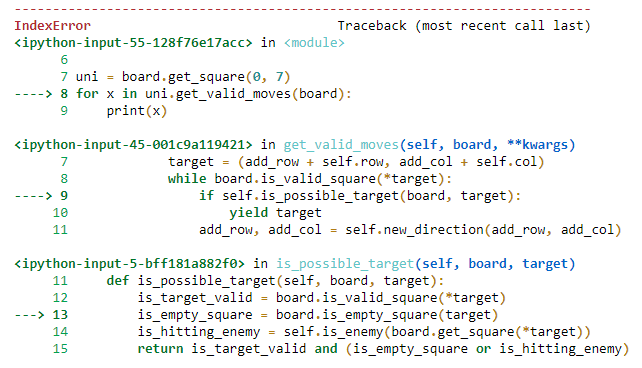 ---------------------------------------------------------------------------
IndexError                                Traceback (most recent call last)
<ipython-input-55-128f76e17acc> in <module>
      6 
      7 uni = board.get_square(0, 7)
----> 8 for x in uni.get_valid_moves(board):
      9     print(x)
<ipython-input-45-001c9a119421> in get_valid_moves(self, board, **kwargs)
      7             target = (add_row + self.row, add_col + self.col)
      8             while board.is_valid_square(*target):
----> 9                 if self.is_possible_target(board, target):
     10                     yield target
     11                 add_row, add_col = self.new_direction(add_row, add_col)
<ipython-input-5-bff181a882f0> in is_possible_target(self, board, target)
     11     def is_possible_target(self, board, target):
     12         is_target_valid = board.is_valid_square(*target)
---> 13         is_empty_square = board.is_empty_square(target)
     14         is_hitting_enemy = self.is_enemy(board.get_square(*target))
     15         return is_target_valid and (is_empty_square or is_hitting_enemy)